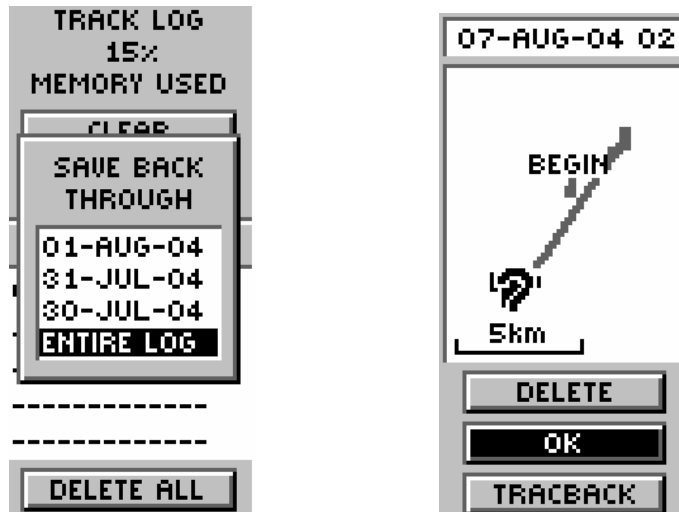 TRACK LOG
15%
MEMORY USED
CLEAR
SAVE BACK
THROUGH
01-AUG-04
31-JUL-04
30-JUL-04
ENTIRE LOG
DELETE ALL
07-AUG-04 02
BEGIN
5km
DELETE
OK
TRACBACK